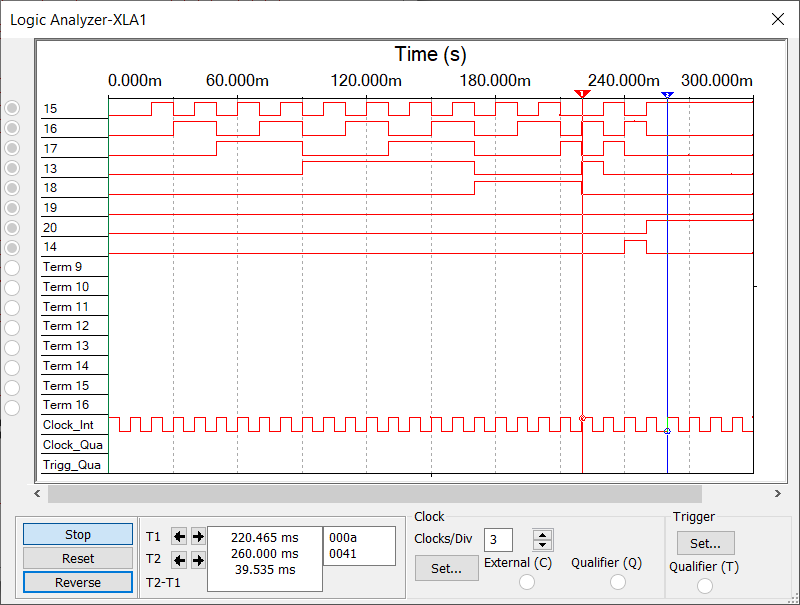 Logic Analyzer-XLA1
Time (s)
0.000m 60.000m 120.000m 180.000m 240.000m 300.000m
1 2
15
16
17
13
18
19
20
14
Term 9
Term 10
Term 11
Term 12
Term 13
Term 14
Term 15
Term 16
Clock_Int
Clock_Qua
Trigg_Qua
Stop
Reset
Reverse
T1
T2
T2-T1
220.465 ms
260.000 ms
39.535 ms
000a
0041
Clock
Clocks/Div 3
Set...
External (C)
Qualifier (Q)
Trigger
Set...
Qualifier (T)